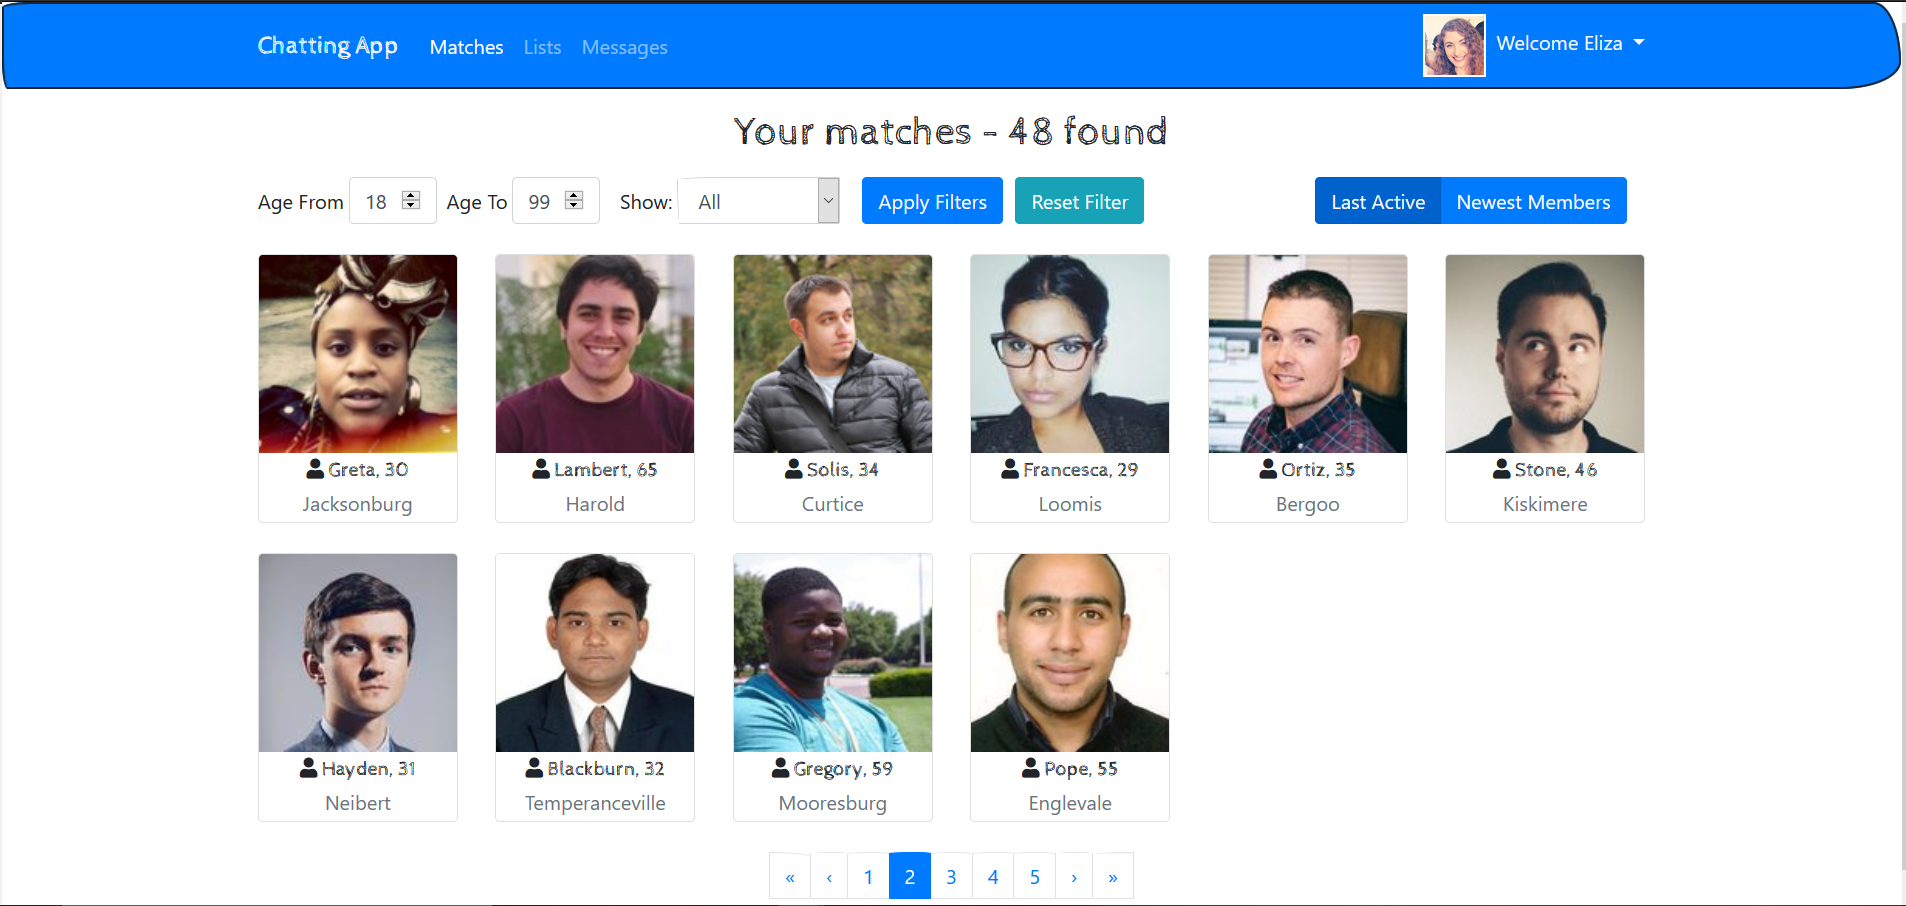 Chatting App Matches Lists Messages Welcome Eliza
Your matches - 48 found
Age From 18 Age To 99 Show: All Apply Filters Reset Filter Last Active Newest Members
Greta, 30 Lambert, 65 Solis, 34 Francesca, 29 Ortiz, 35 Stone, 46
Jacksonburg Harold Curtice Loomis Bergoo Kiskimere
Hayden, 31 Blackburn, 32 Gregory, 59 Pope, 55
Neibert Temperanceville Mooresburg Englevale
« ‹ 1 2 3 4 5 › »